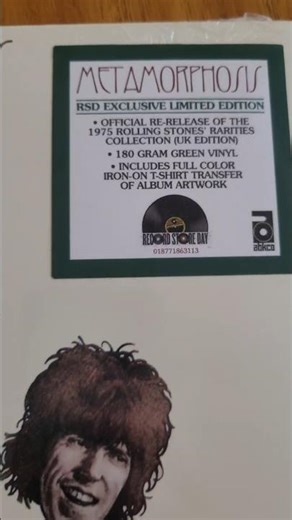 METAMORPHOSIS
RSD EXCLUSIVE LIMITED EDITION
• OFFICIAL RE-RELEASE OF THE
1975 ROLLING STONES' RARITIES
COLLECTION (UK EDITION)
• 180 GRAM GREEN VINYL
• INCLUDES FULL COLOR
IRON-ON T-SHIRT TRANSFER
OF ALBUM ARTWORK
RECORD STORE DAY
018771863113
abkco